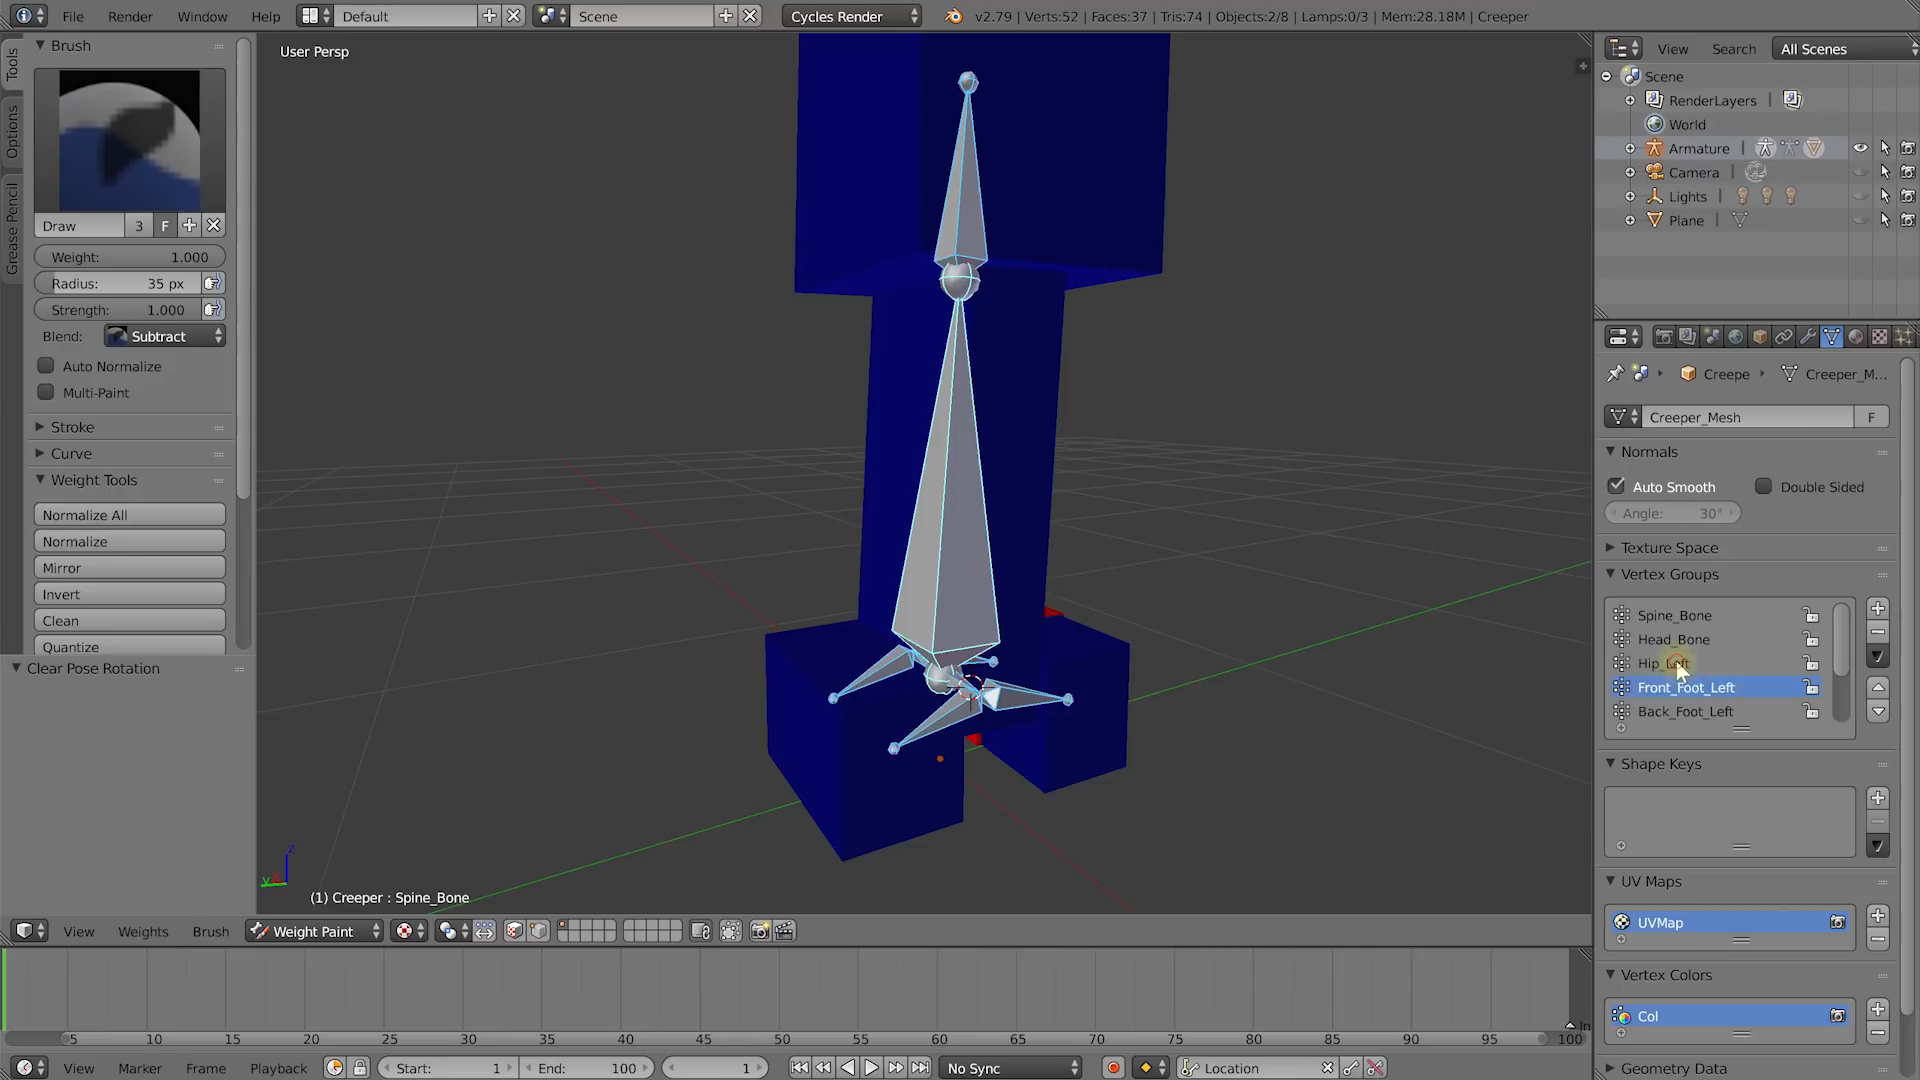 File Render Window Help Default Scene Cycles Render v2.79 | Verts:52 | Faces:37 | Tris:74 | Objects:2/8 | Lamps:0/3 | Mem:28.18M | Creeper
Tools
Options
Grease Pencil
Brush
Draw 3 F
Weight: 1.000
Radius: 35 px
Strength: 1.000
Blend: Subtract
Auto Normalize
Multi-Paint
Stroke
Curve
Weight Tools
Normalize All
Normalize
Mirror
Invert
Clean
Quantize
Clear Pose Rotation
User Persp
z
y
(1) Creeper : Spine_Bone
View Weights Brush Weight Paint
5 10 15 20 25 30 35 40 45 50 55 60 65 70 75 80 85 90 95 100
View Marker Frame Playback Start: 1 End: 100 1 No Sync Location
View Search All Scenes
Scene
RenderLayers |
World
Armature |
Camera |
Lights |
Plane |
Creepe Creeper_M...
Creeper_Mesh F
Normals
Auto Smooth Double Sided
Angle: 30°
Texture Space
Vertex Groups
Spine_Bone
Head_Bone
Hip_Left
Front_Foot_Left
Back_Foot_Left
Shape Keys
UV Maps
UVMap
Vertex Colors
Col
Geometry Data